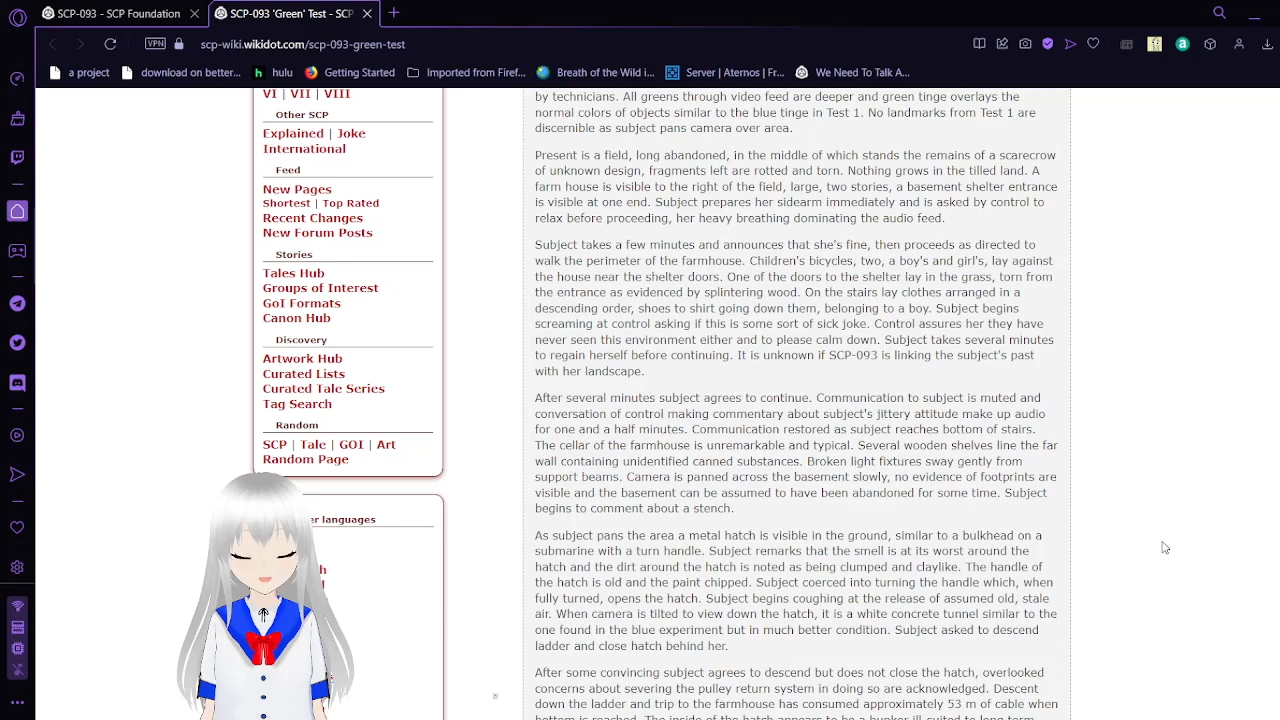 SCP-093 - SCP Foundation
SCP-093 'Green' Test - SCP
VPN
scp-wiki.wikidot.com/scp-093-green-test
a project
download on better...
hulu
Getting Started
Imported from Firef...
Breath of the Wild i...
Server | Aternos | Fr...
We Need To Talk A...
VI | VII | VIII
Other SCP
Explained | Joke
International
Feed
New Pages
Shortest | Top Rated
Recent Changes
New Forum Posts
Stories
Tales Hub
Groups of Interest
GoI Formats
Canon Hub
Discovery
Artwork Hub
Curated Lists
Curated Tale Series
Tag Search
Random
SCP | Tale | GOI | Art
Random Page
languages
by technicians. All greens through video feed are deeper and green tinge overlays the
normal colors of objects similar to the blue tinge in Test 1. No landmarks from Test 1 are
discernible as subject pans camera over area.
Present is a field, long abandoned, in the middle of which stands the remains of a scarecrow
of unknown design, fragments left are rotted and torn. Nothing grows in the tilled land. A
farm house is visible to the right of the field, large, two stories, a basement shelter entrance
is visible at one end. Subject prepares her sidearm immediately and is asked by control to
relax before proceeding, her heavy breathing dominating the audio feed.
Subject takes a few minutes and announces that she's fine, then proceeds as directed to
walk the perimeter of the farmhouse. Children's bicycles, two, a boy's and girl's, lay against
the house near the shelter doors. One of the doors to the shelter lay in the grass, torn from
the entrance as evidenced by splintering wood. On the stairs lay clothes arranged in a
descending order, shoes to shirt going down them, belonging to a boy. Subject begins
screaming at control asking if this is some sort of sick joke. Control assures her they have
never seen this environment either and to please calm down. Subject takes several minutes
to regain herself before continuing. It is unknown if SCP-093 is linking the subject's past
with her landscape.
After several minutes subject agrees to continue. Communication to subject is muted and
conversation of control making commentary about subject's jittery attitude make up audio
for one and a half minutes. Communication restored as subject reaches bottom of stairs.
The cellar of the farmhouse is unremarkable and typical. Several wooden shelves line the far
wall containing unidentified canned substances. Broken light fixtures sway gently from
support beams. Camera is panned across the basement slowly, no evidence of footprints are
visible and the basement can be assumed to have been abandoned for some time. Subject
begins to comment about a stench.
As subject pans the area a metal hatch is visible in the ground, similar to a bulkhead on a
submarine with a turn handle. Subject remarks that the smell is at its worst around the
hatch and the dirt around the hatch is noted as being clumped and claylike. The handle of
the hatch is old and the paint chipped. Subject coerced into turning the handle which, when
fully turned, opens the hatch. Subject begins coughing at the release of assumed old, stale
air. When camera is tilted to view down the hatch, it is a white concrete tunnel similar to the
one found in the blue experiment but in much better condition. Subject asked to descend
ladder and close hatch behind her.
After some convincing subject agrees to descend but does not close the hatch, overlooked
concerns about severing the pulley return system in doing so are acknowledged. Descent
down the ladder and trip to the farmhouse has consumed approximately 53 m of cable when
bottom is reached. The inside of the hatch appears to be a bunker ill-suited to long term